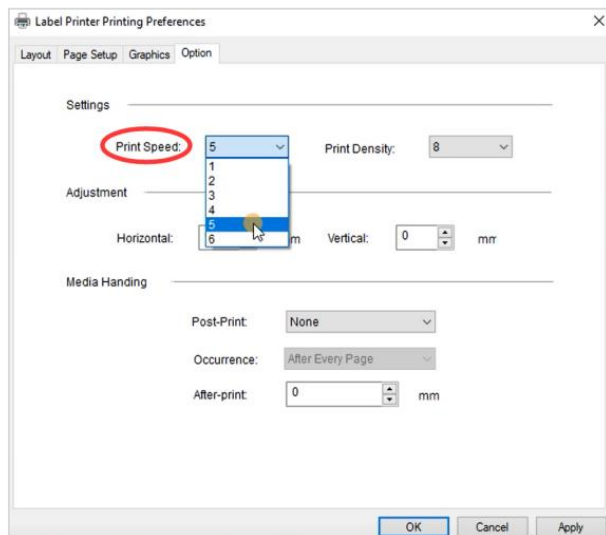 Label Printer Printing Preferences
Layout Page Setup Graphics Option
Settings
Print Speed: 5 Print Density: 8
1
2
3
4
5
6
Adjustment
Horizontal: m Vertical: 0 mm
Media Handing
Post-Print: None
Occurrence: After Every Page
After-print: 0 mm
OK Cancel Apply